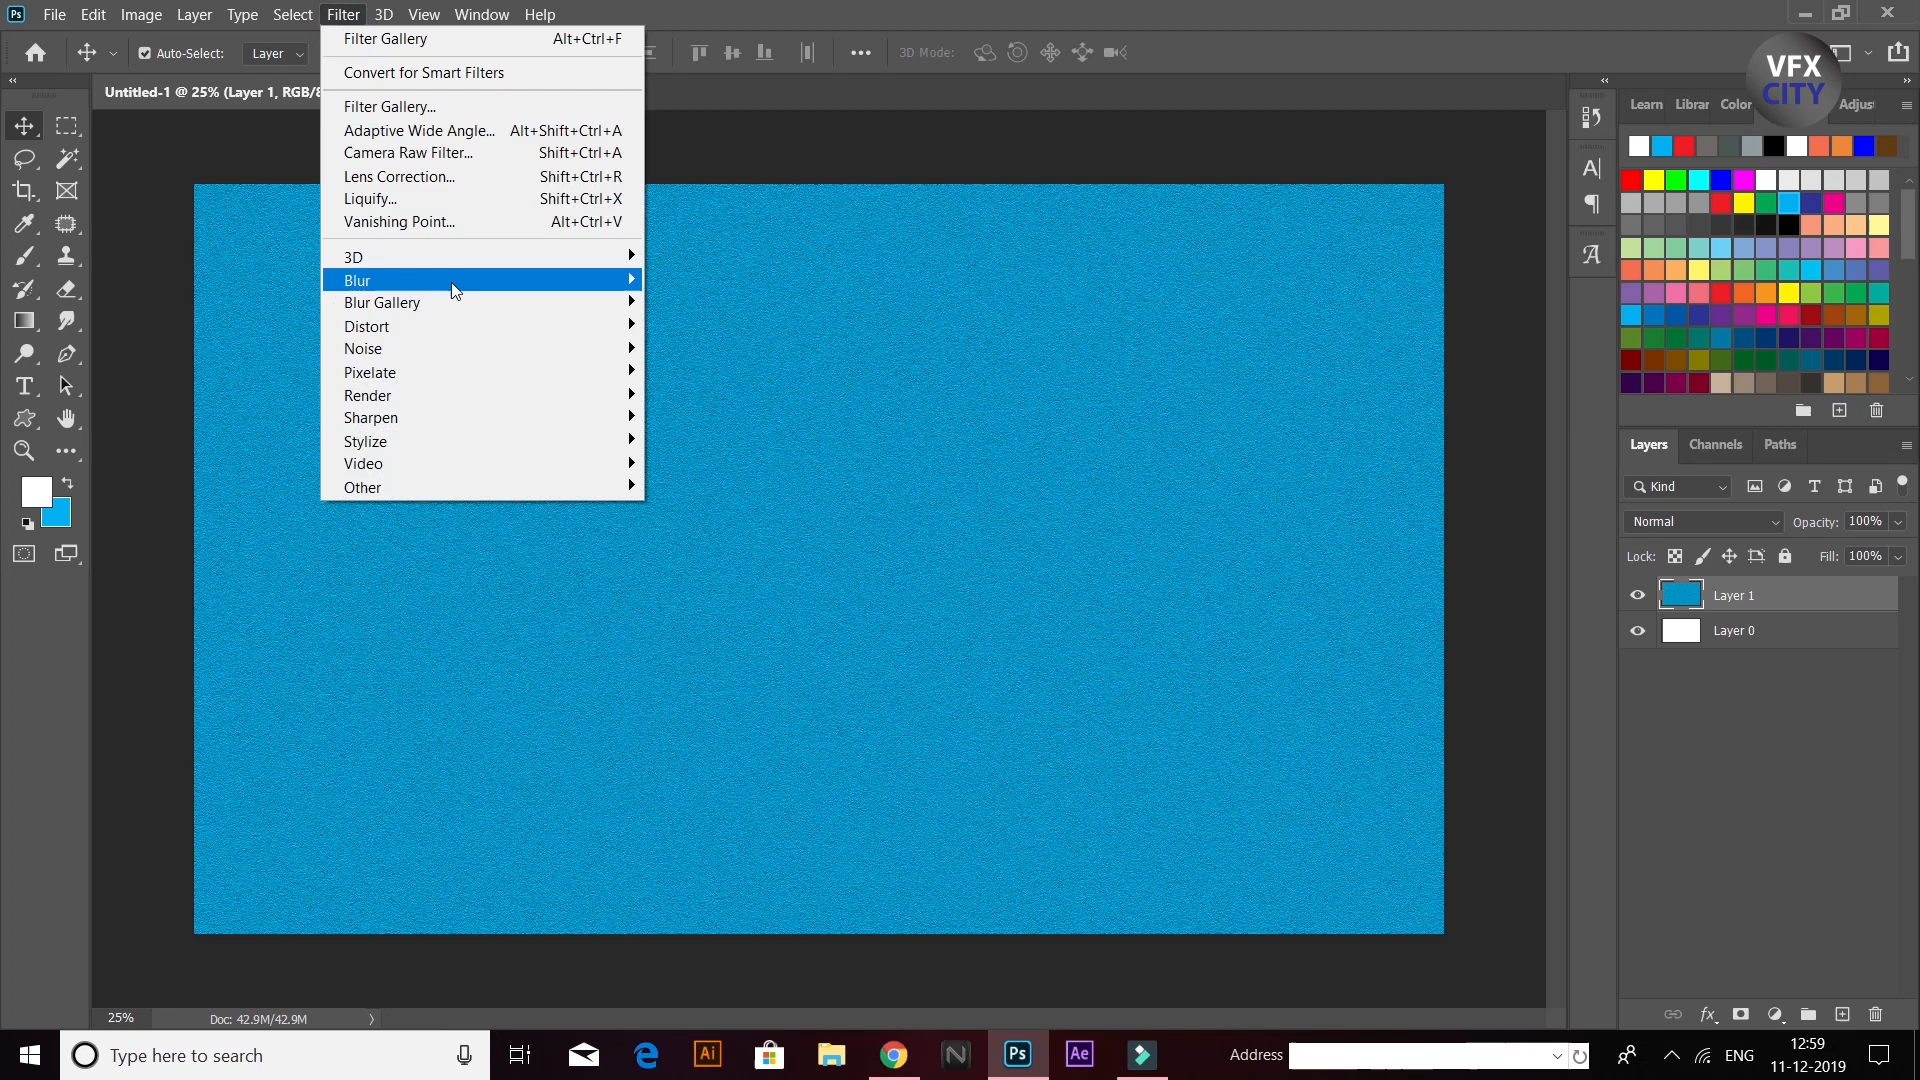 Ps File Edit Image Layer Type Select Filter 3D View Window Help
Auto-Select: Layer
3D Mode:
VFX
CITY
Untitled-1 @ 25% (Layer 1, RGB/8
Filter Gallery Alt+Ctrl+F
Convert for Smart Filters
Filter Gallery...
Adaptive Wide Angle... Alt+Shift+Ctrl+A
Camera Raw Filter... Shift+Ctrl+A
Lens Correction... Shift+Ctrl+R
Liquify... Shift+Ctrl+X
Vanishing Point... Alt+Ctrl+V
3D
Blur
Blur Gallery
Distort
Noise
Pixelate
Render
Sharpen
Stylize
Video
Other
Learn Librar Color Adjus
Layers Channels Paths
Kind
Normal Opacity: 100%
Lock: Fill: 100%
Layer 1
Layer 0
fx
25% Doc: 42.9M/42.9M
Type here to search
Ai Ps Ae
Address
ENG
12:59
11-12-2019